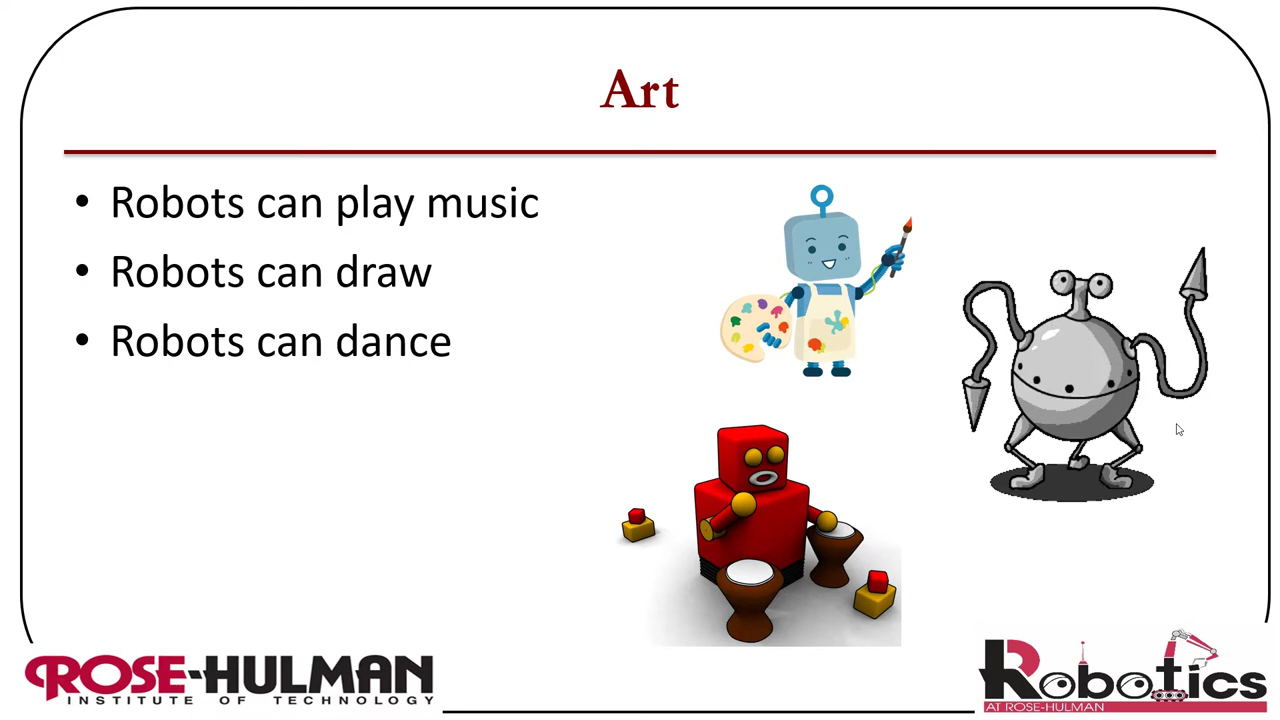 Art
• Robots can play music
• Robots can draw
• Robots can dance
ROSE-HULMAN
INSTITUTE OF TECHNOLOGY
Robotics
AT ROSE-HULMAN